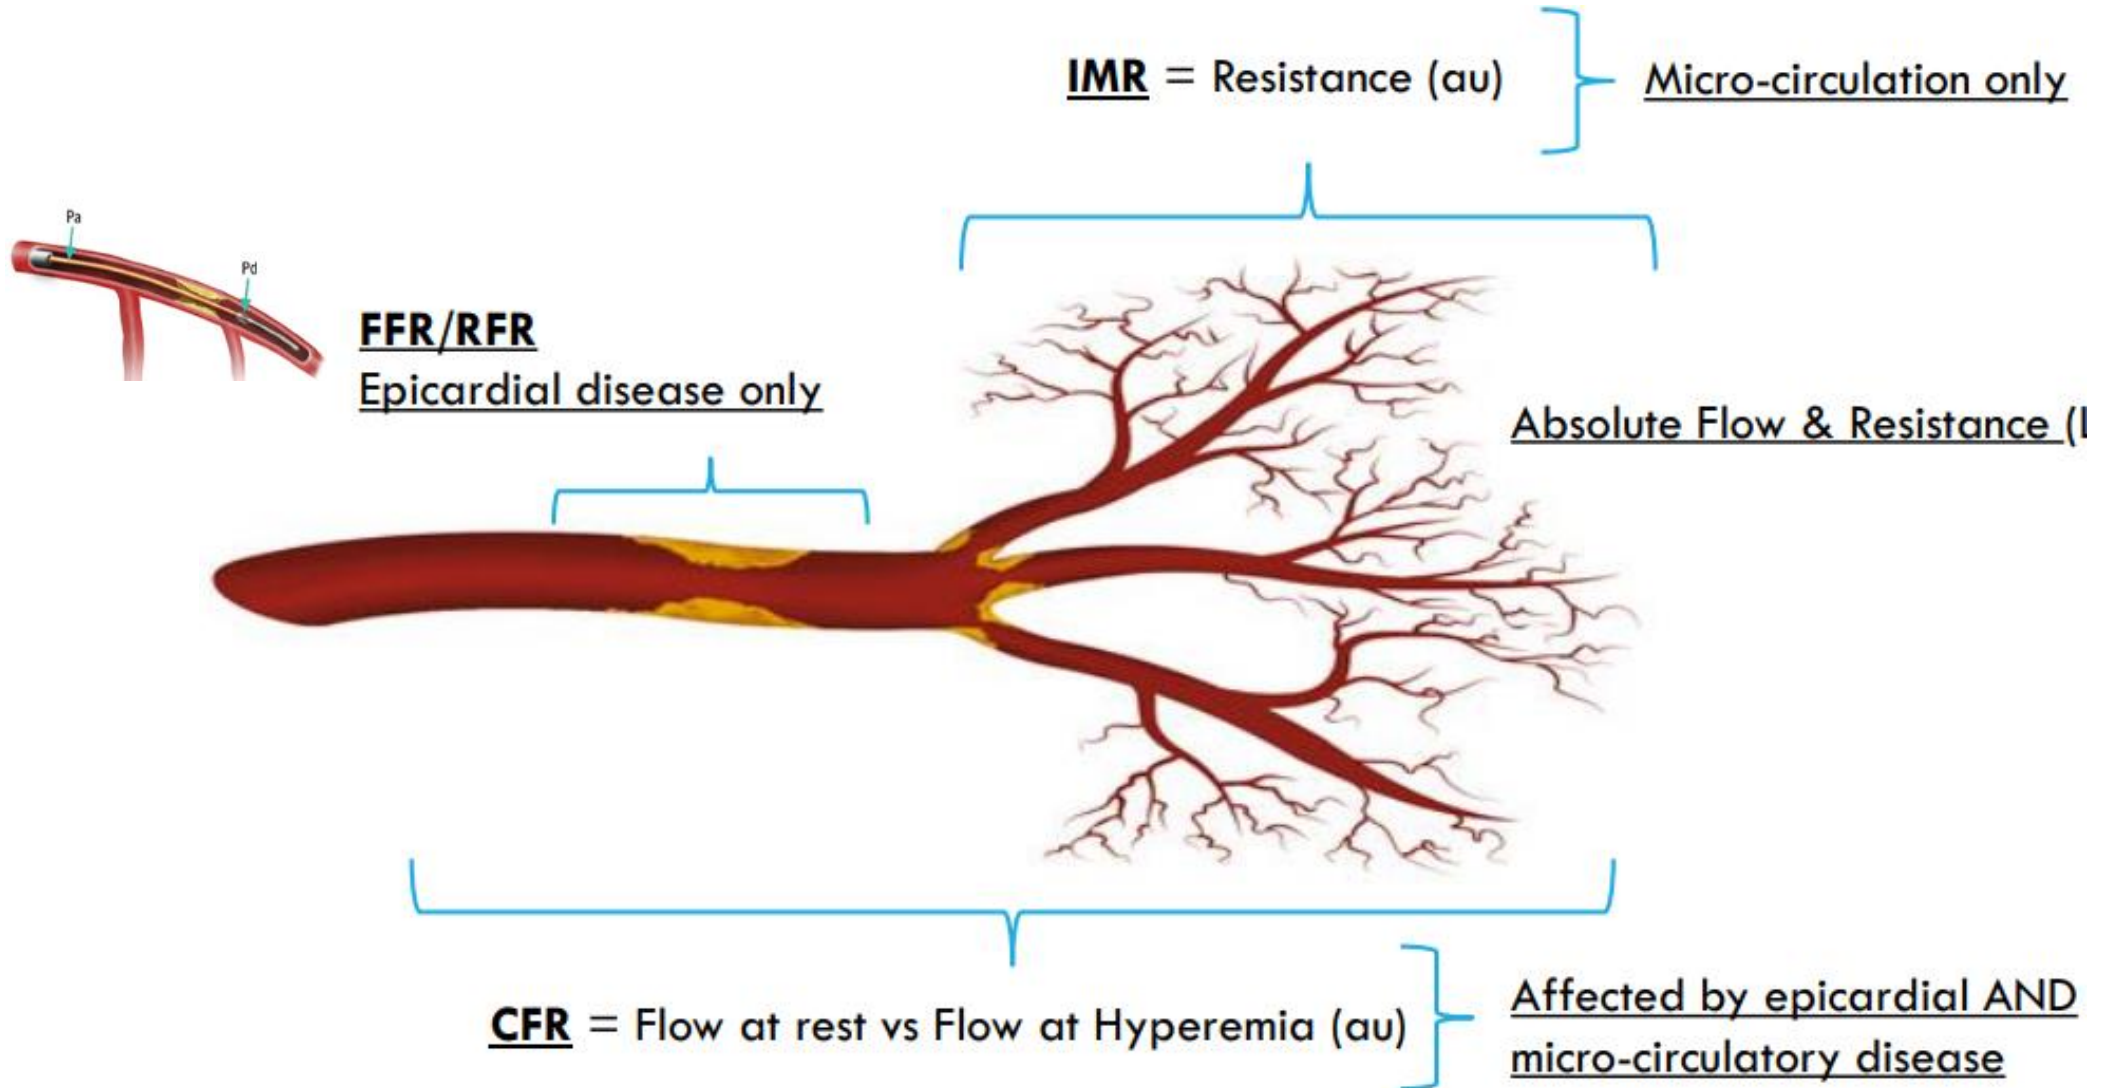 IMR = Resistance (au)
Micro-circulation only
Pa
Pd
FFR/RFR
Epicardial disease only
Absolute Flow & Resistance (
CFR = Flow at rest vs Flow at Hyperemia (au)
Affected by epicardial AND
micro-circulatory disease